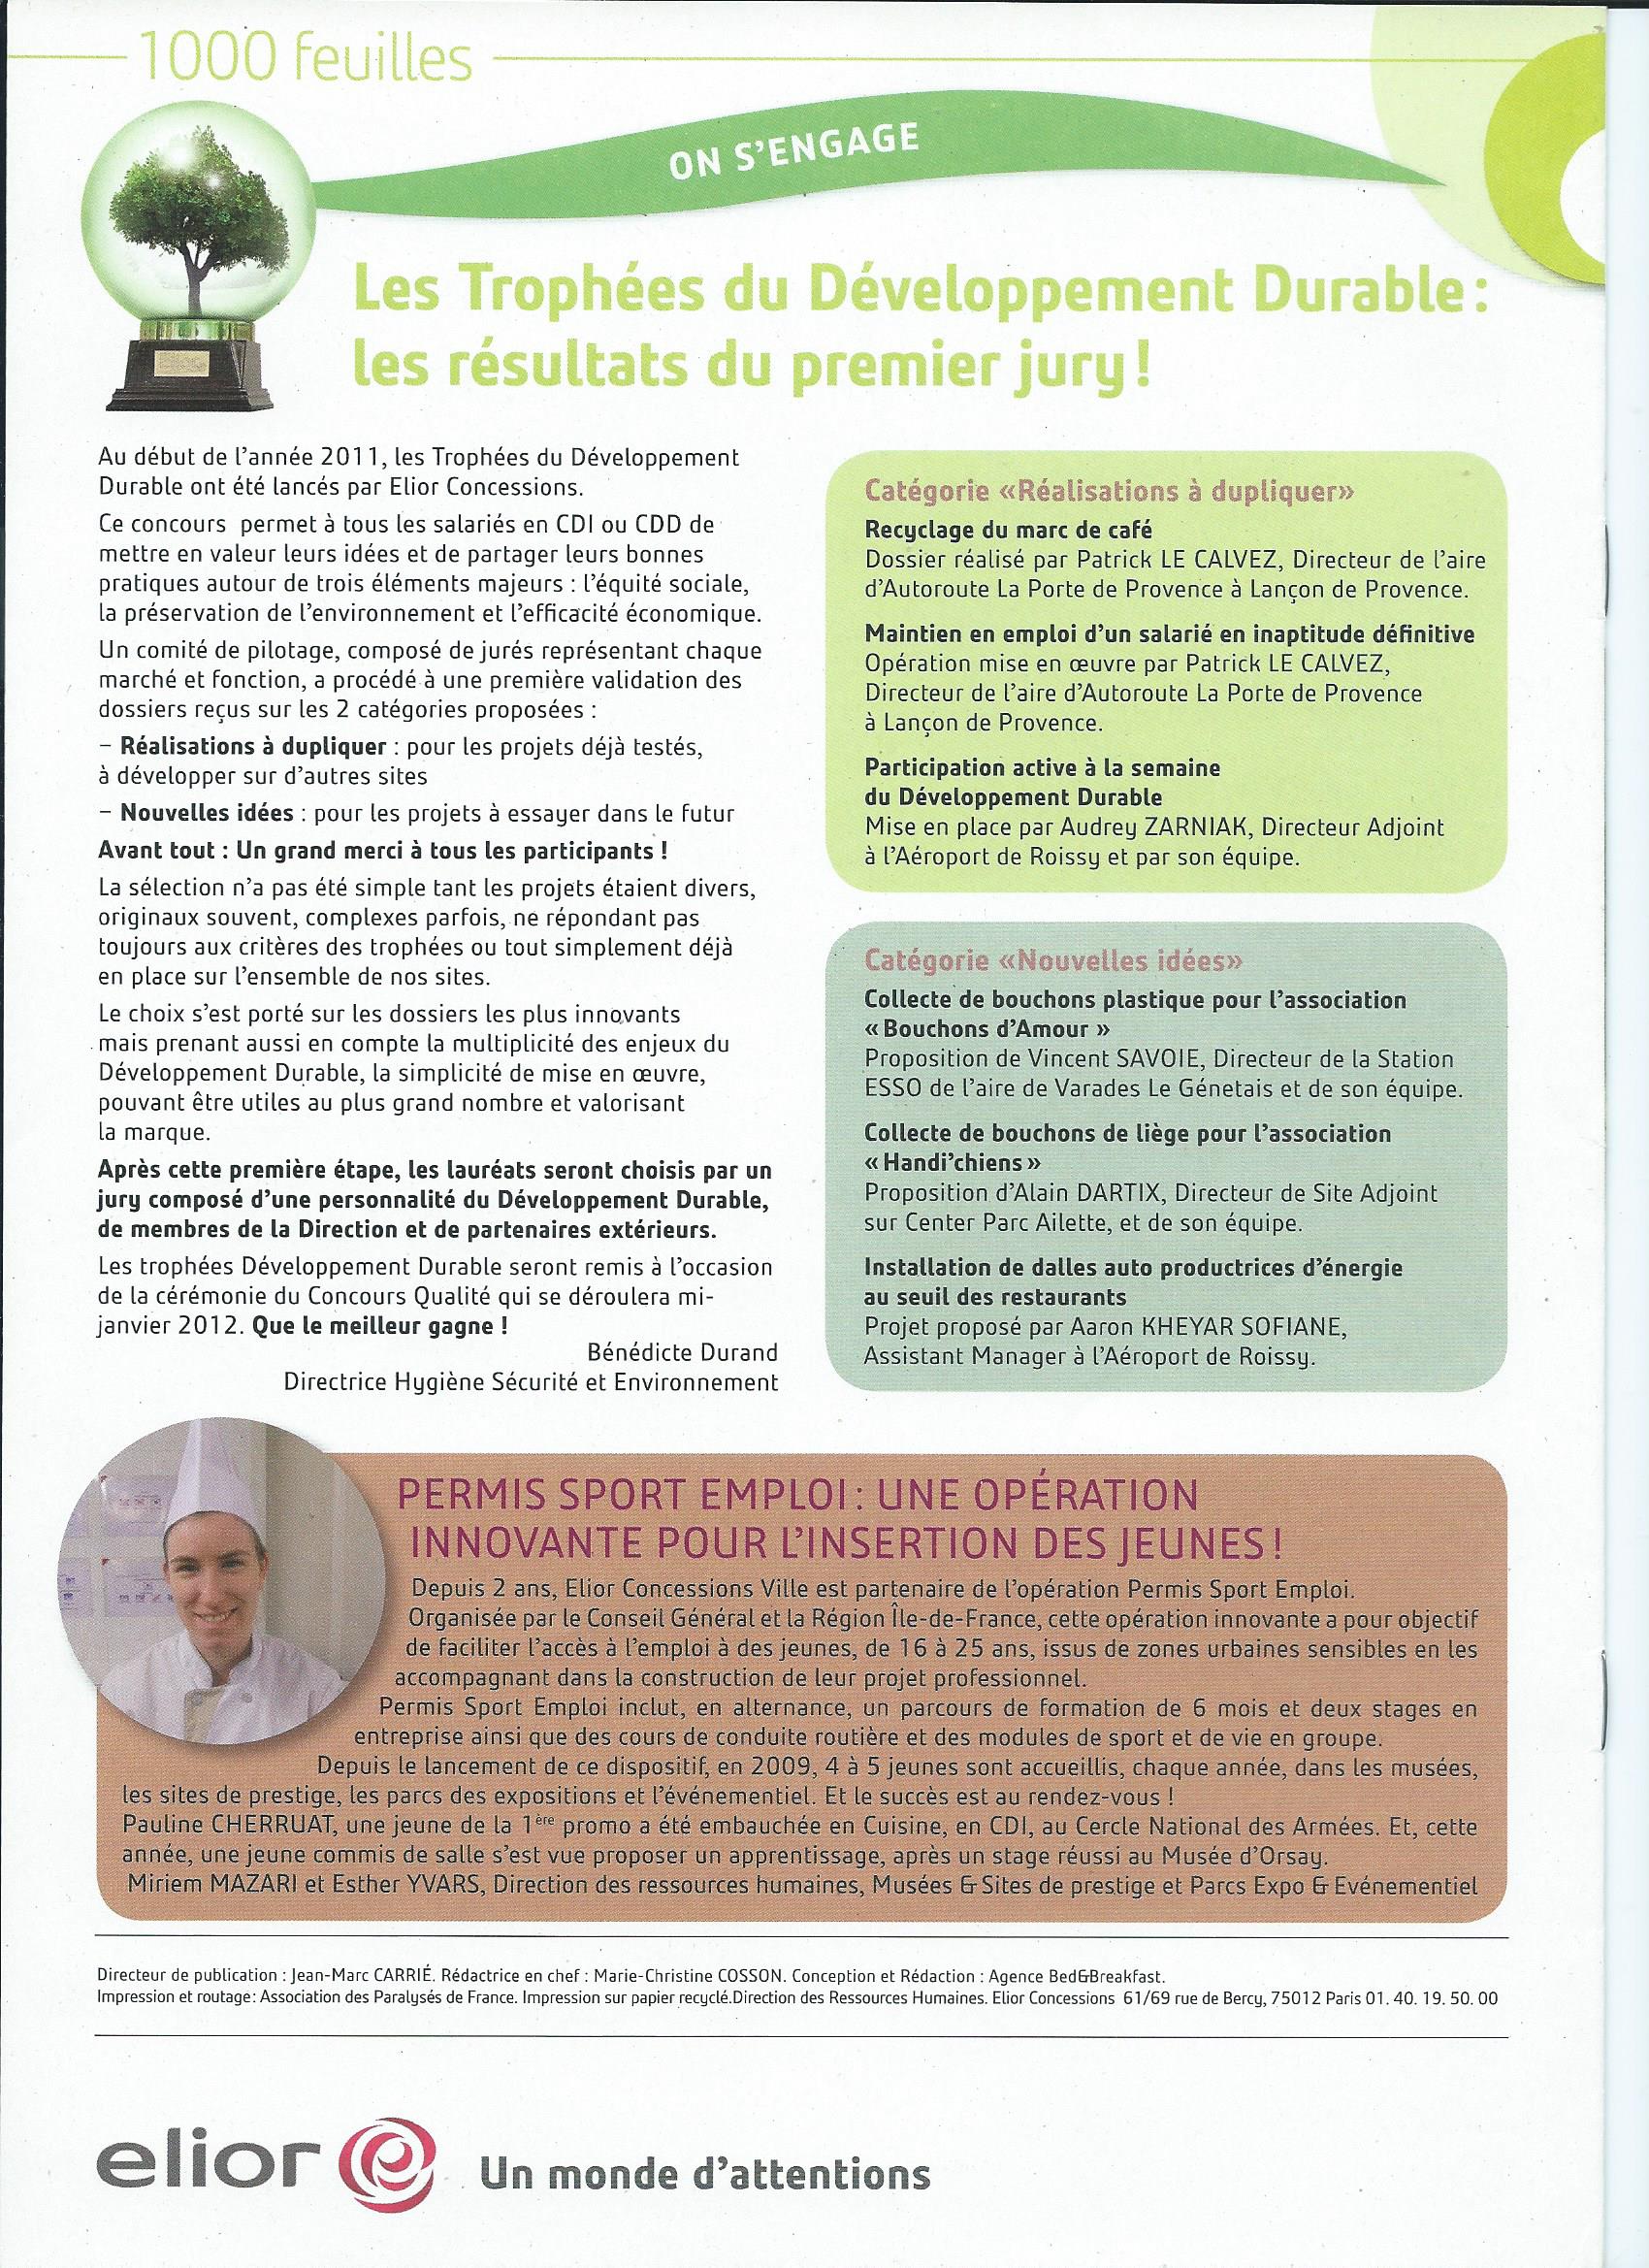 1000 feuilles
ON S'ENGAGE
Les Trophées du Développement Durable :
les résultats du premier jury !
Au début de l'année 2011, les Trophées du Développement
Durable ont été lancés par Elior Concessions.
Ce concours permet à tous les salariés en CDI ou CDD de
mettre en valeur leurs idées et de partager leurs bonnes
pratiques autour de trois éléments majeurs : l'équité sociale,
la préservation de l'environnement et l'efficacité économique.
Un comité de pilotage, composé de jurés représentant chaque
marché et fonction, a procédé à une première validation des
dossiers reçus sur les 2 catégories proposées :
– Réalisations à dupliquer : pour les projets déjà testés,
à développer sur d'autres sites
– Nouvelles idées : pour les projets à essayer dans le futur
Avant tout : Un grand merci à tous les participants !
La sélection n'a pas été simple tant les projets étaient divers,
originaux souvent, complexes parfois, ne répondant pas
toujours aux critères des trophées ou tout simplement déjà
en place sur l'ensemble de nos sites.
Le choix s'est porté sur les dossiers les plus innovants
mais prenant aussi en compte la multiplicité des enjeux du
Développement Durable, la simplicité de mise en œuvre,
pouvant être utiles au plus grand nombre et valorisant
la marque.
Après cette première étape, les lauréats seront choisis par un
jury composé d'une personnalité du Développement Durable,
de membres de la Direction et de partenaires extérieurs.
Les trophées Développement Durable seront remis à l'occasion
de la cérémonie du Concours Qualité qui se déroulera mi-
janvier 2012. Que le meilleur gagne !
Bénédicte Durand
Directrice Hygiène Sécurité et Environnement
Catégorie «Réalisations à dupliquer»
Recyclage du marc de café
Dossier réalisé par Patrick LE CALVEZ, Directeur de l'aire
d'Autoroute La Porte de Provence à Lançon de Provence.
Maintien en emploi d'un salarié en inaptitude définitive
Opération mise en œuvre par Patrick LE CALVEZ,
Directeur de l'aire d'Autoroute La Porte de Provence
à Lançon de Provence.
Participation active à la semaine
du Développement Durable
Mise en place par Audrey ZARNIAK, Directeur Adjoint
à l'Aéroport de Roissy et par son équipe.
Catégorie «Nouvelles idées»
Collecte de bouchons plastique pour l'association
« Bouchons d'Amour »
Proposition de Vincent SAVOIE, Directeur de la Station
ESSO de l'aire de Varades Le Génetais et de son équipe.
Collecte de bouchons de liège pour l'association
« Handi'chiens »
Proposition d'Alain DARTIX, Directeur de Site Adjoint
sur Center Parc Ailette, et de son équipe.
Installation de dalles auto productrices d'énergie
au seuil des restaurants
Projet proposé par Aaron KHEYAR SOFIANE,
Assistant Manager à l'Aéroport de Roissy.
PERMIS SPORT EMPLOI : UNE OPÉRATION
INNOVANTE POUR L'INSERTION DES JEUNES !
Depuis 2 ans, Elior Concessions Ville est partenaire de l'opération Permis Sport Emploi.
Organisée par le Conseil Général et la Région Île-de-France, cette opération innovante a pour objectif
de faciliter l'accès à l'emploi à des jeunes, de 16 à 25 ans, issus de zones urbaines sensibles en les
accompagnant dans la construction de leur projet professionnel.
Permis Sport Emploi inclut, en alternance, un parcours de formation de 6 mois et deux stages en
entreprise ainsi que des cours de conduite routière et des modules de sport et de vie en groupe.
Depuis le lancement de ce dispositif, en 2009, 4 à 5 jeunes sont accueillis, chaque année, dans les musées,
les sites de prestige, les parcs des expositions et l'événementiel. Et le succès est au rendez-vous !
Pauline CHERRUAT, une jeune de la 1ère promo a été embauchée en Cuisine, en CDI, au Cercle National des Armées. Et, cette
année, une jeune commis de salle s'est vue proposer un apprentissage, après un stage réussi au Musée d'Orsay.
Miriem MAZARI et Esther YVARS, Direction des ressources humaines, Musées & Sites de prestige et Parcs Expo & Evénementiel
Directeur de publication : Jean-Marc CARRIÉ. Rédactrice en chef : Marie-Christine COSSON. Conception et Rédaction : Agence Bed&Breakfast.
Impression et routage: Association des Paralysés de France. Impression sur papier recyclé.Direction des Ressources Humaines. Elior Concessions 61/69 rue de Bercy, 75012 Paris 01. 40. 19. 50. 00
elior Un monde d'attentions